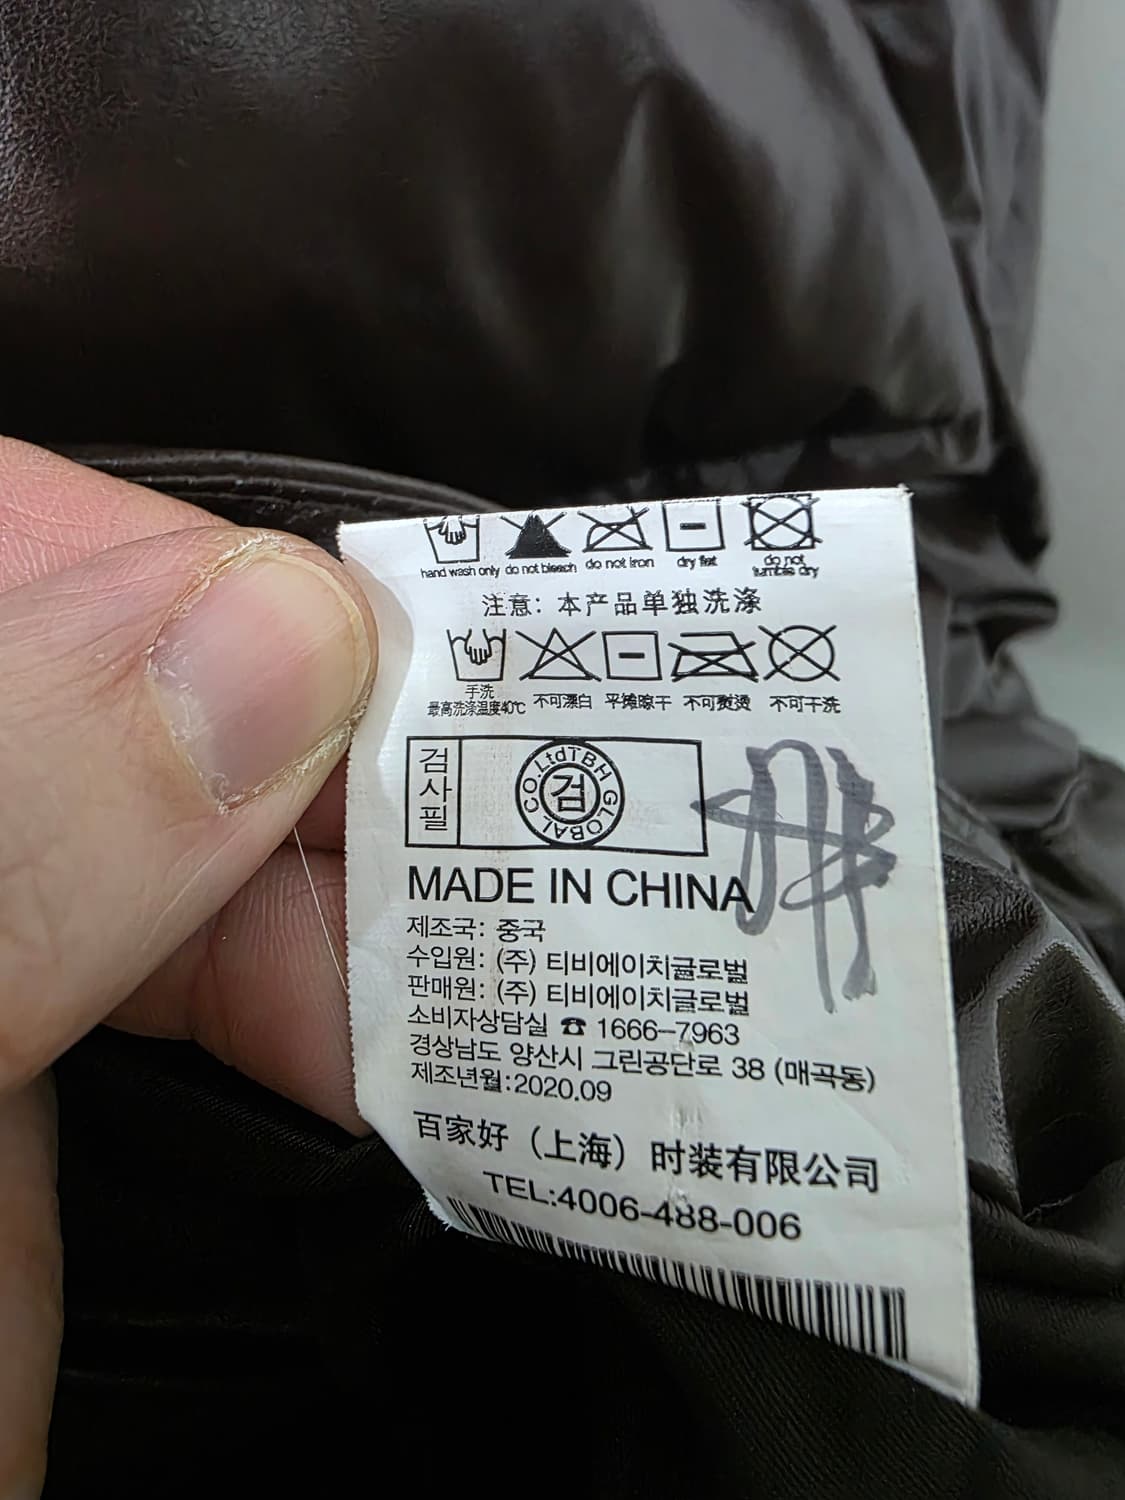 hand wash only do not bleach do not iron dry flat do not tumble dry
注意：本产品单独洗涤
手洗
最高洗涤温度40℃ 不可漂白 平摊晾干 不可熨烫 不可干洗
검사필
TBH GLOBAL CO.Ltd
검
MADE IN CHINA
제조국: 중국
수입원: (주) 티비에이치글로벌
판매원: (주) 티비에이치글로벌
소비자상담실 ☎ 1666-7963
경상남도 양산시 그린공단로 38 (매곡동)
제조년월:2020.09
百家好（上海）时装有限公司
TEL:4006-488-006